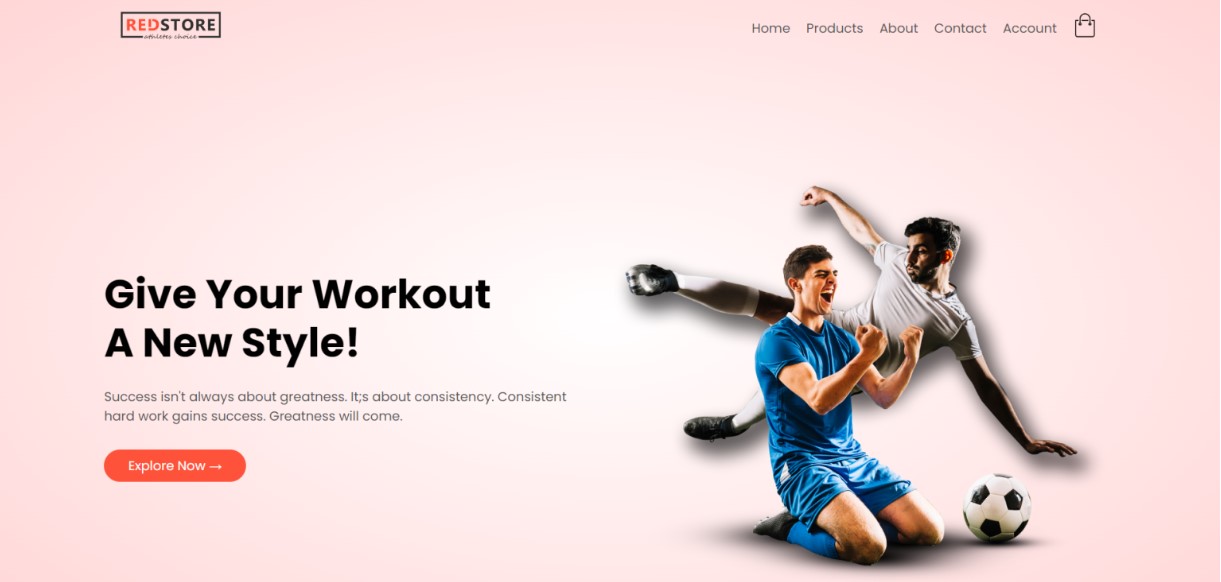 REDSTORE
athletes choice
Home Products About Contact Account
Give Your Workout
A New Style!
Success isn't always about greatness. It;s about consistency. Consistent
hard work gains success. Greatness will come.
Explore Now →